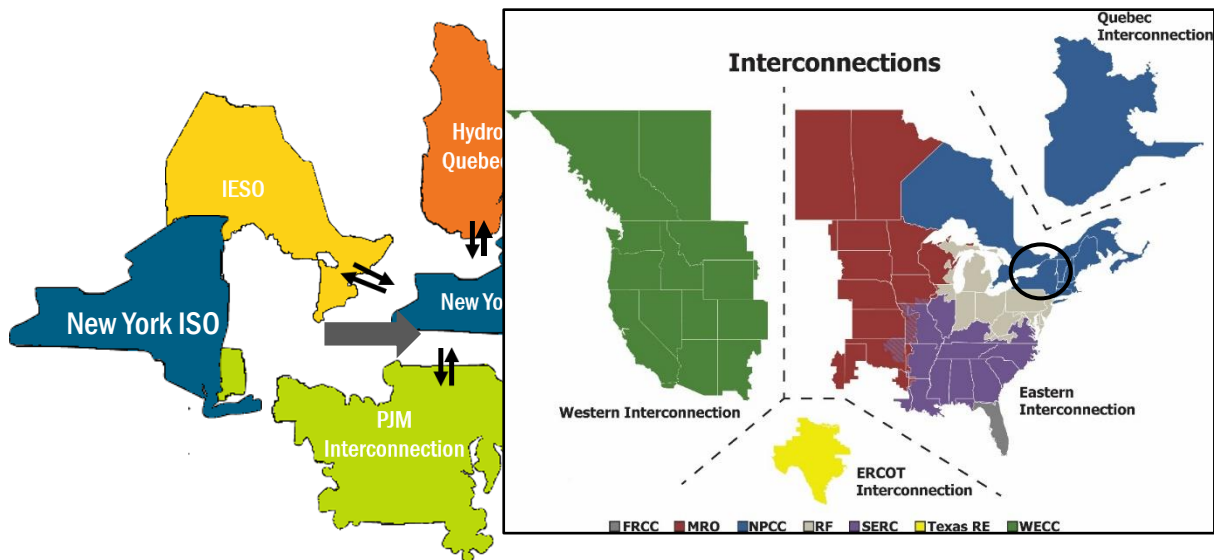 Hydro
Quebec
IESO
New York ISO
New Yo
PJM
Interconnection
Quebec
Interconnection
Interconnections
Western Interconnection
Eastern
Interconnection
ERCOT
Interconnection
FRCC MRO NPCC RF SERC Texas RE WECC